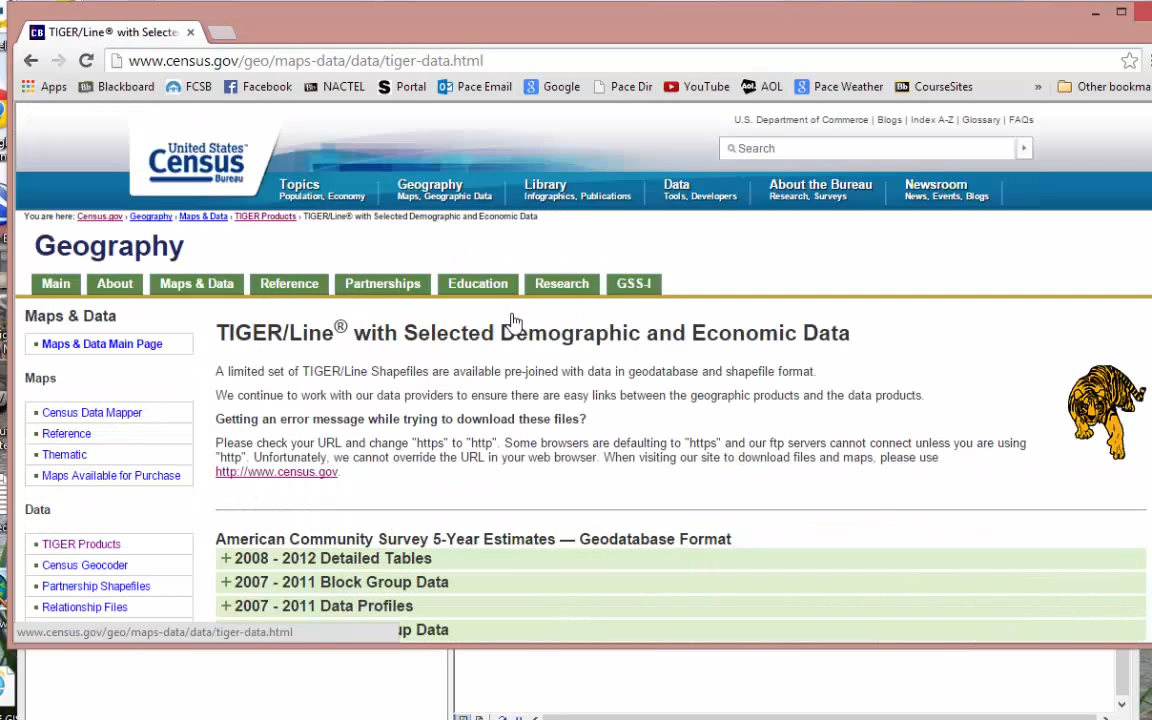 TIGER/Line® with Selecte
www.census.gov/geo/maps-data/data/tiger-data.html
Apps Blackboard FCSB Facebook NACTEL Portal Pace Email Google Pace Dir YouTube AOL Pace Weather CourseSites » Other bookma
U.S. Department of Commerce | Blogs | Index A-Z | Glossary | FAQs
United States™
Census
Bureau
Search
Topics Geography Library Data About the Bureau Newsroom
Population, Economy Maps, Geographic Data Infographics, Publications Tools, Developers Research, Surveys News, Events, Blogs
You are here: Census.gov › Geography › Maps & Data › TIGER Products › TIGER/Line® with Selected Demographic and Economic Data
Geography
Main About Maps & Data Reference Partnerships Education Research GSS-I
Maps & Data
Maps & Data Main Page
Maps
Census Data Mapper
Reference
Thematic
Maps Available for Purchase
Data
TIGER Products
Census Geocoder
Partnership Shapefiles
Relationship Files
TIGER/Line® with Selected Demographic and Economic Data
A limited set of TIGER/Line Shapefiles are available pre-joined with data in geodatabase and shapefile format.
We continue to work with our data providers to ensure there are easy links between the geographic products and the data products.
Getting an error message while trying to download these files?
Please check your URL and change "https" to "http". Some browsers are defaulting to "https" and our ftp servers cannot connect unless you are using
"http". Unfortunately, we cannot override the URL in your web browser. When visiting our site to download files and maps, please use
http://www.census.gov.
American Community Survey 5-Year Estimates — Geodatabase Format
+2008 - 2012 Detailed Tables
+2007 - 2011 Block Group Data
+2007 - 2011 Data Profiles
up Data
www.census.gov/geo/maps-data/data/tiger-data.html